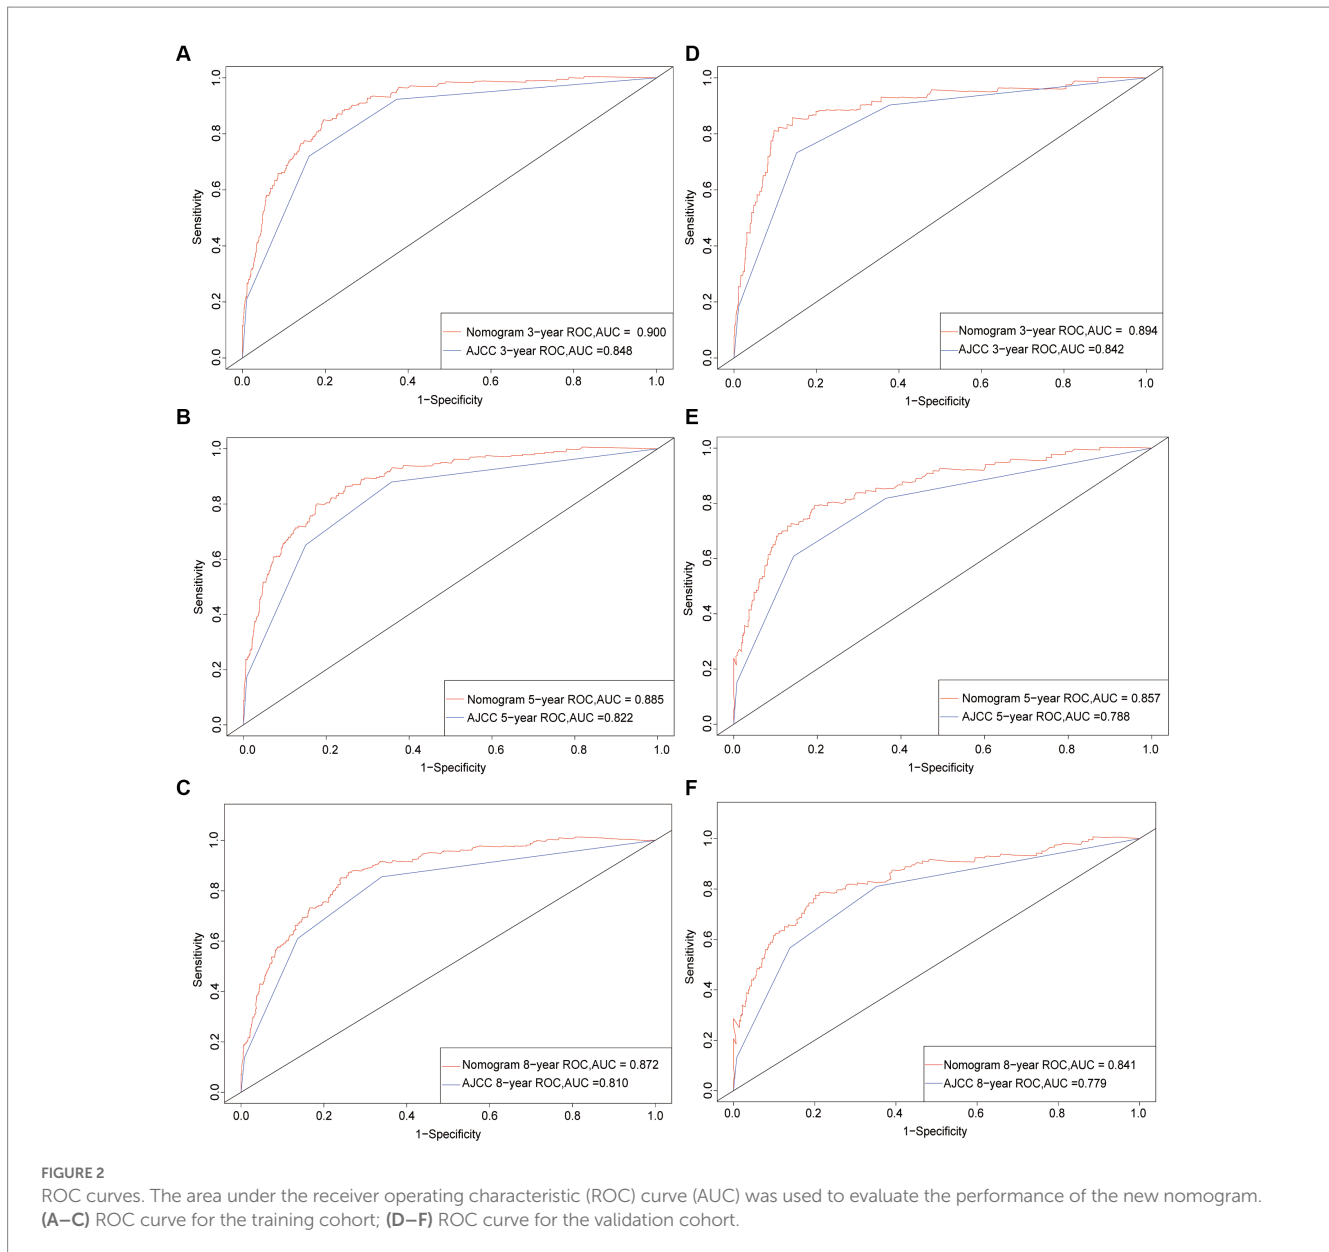 A
1.0
0.8
0.6
0.4
0.2
0.0
Sensitivity
Nomogram 3−year ROC,AUC = 0.900
AJCC 3−year ROC,AUC =0.848
0.0 0.2 0.4 0.6 0.8 1.0
1−Specificity
D
1.0
0.8
0.6
0.4
0.2
0.0
Sensitivity
Nomogram 3−year ROC,AUC = 0.894
AJCC 3−year ROC,AUC =0.842
0.0 0.2 0.4 0.6 0.8 1.0
1−Specificity
B
1.0
0.8
0.6
0.4
0.2
0.0
Sensitivity
Nomogram 5−year ROC,AUC = 0.885
AJCC 5−year ROC,AUC =0.822
0.0 0.2 0.4 0.6 0.8 1.0
1−Specificity
E
1.0
0.8
0.6
0.4
0.2
0.0
Sensitivity
Nomogram 5−year ROC,AUC = 0.857
AJCC 5−year ROC,AUC =0.788
0.0 0.2 0.4 0.6 0.8 1.0
1−Specificity
C
1.0
0.8
0.6
0.4
0.2
0.0
Sensitivity
Nomogram 8−year ROC,AUC = 0.872
AJCC 8−year ROC,AUC =0.810
0.0 0.2 0.4 0.6 0.8 1.0
1−Specificity
F
1.0
0.8
0.6
0.4
0.2
0.0
Sensitivity
Nomogram 8−year ROC,AUC = 0.841
AJCC 8−year ROC,AUC =0.779
0.0 0.2 0.4 0.6 0.8 1.0
1−Specificity
FIGURE 2
ROC curves. The area under the receiver operating characteristic (ROC) curve (AUC) was used to evaluate the performance of the new nomogram.
(A–C) ROC curve for the training cohort; (D–F) ROC curve for the validation cohort.